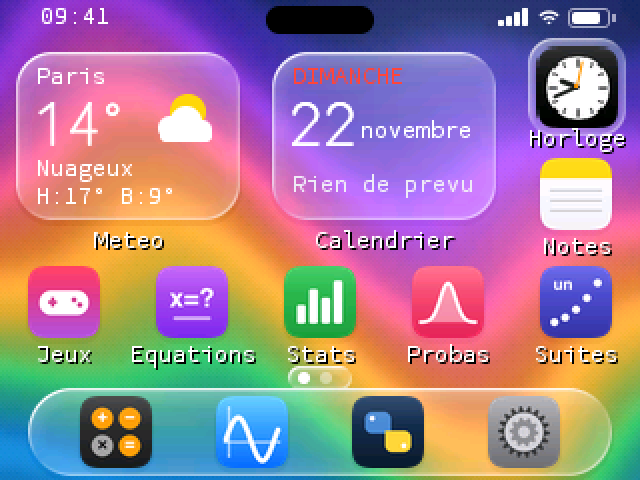 09:41
Paris
14°
Nuageux
H:17° B:9°
Meteo
DIMANCHE
22 novembre
Rien de prevu
Calendrier
Horloge
Notes
Jeux
x=?
Equations
Stats
Probas
un
Suites